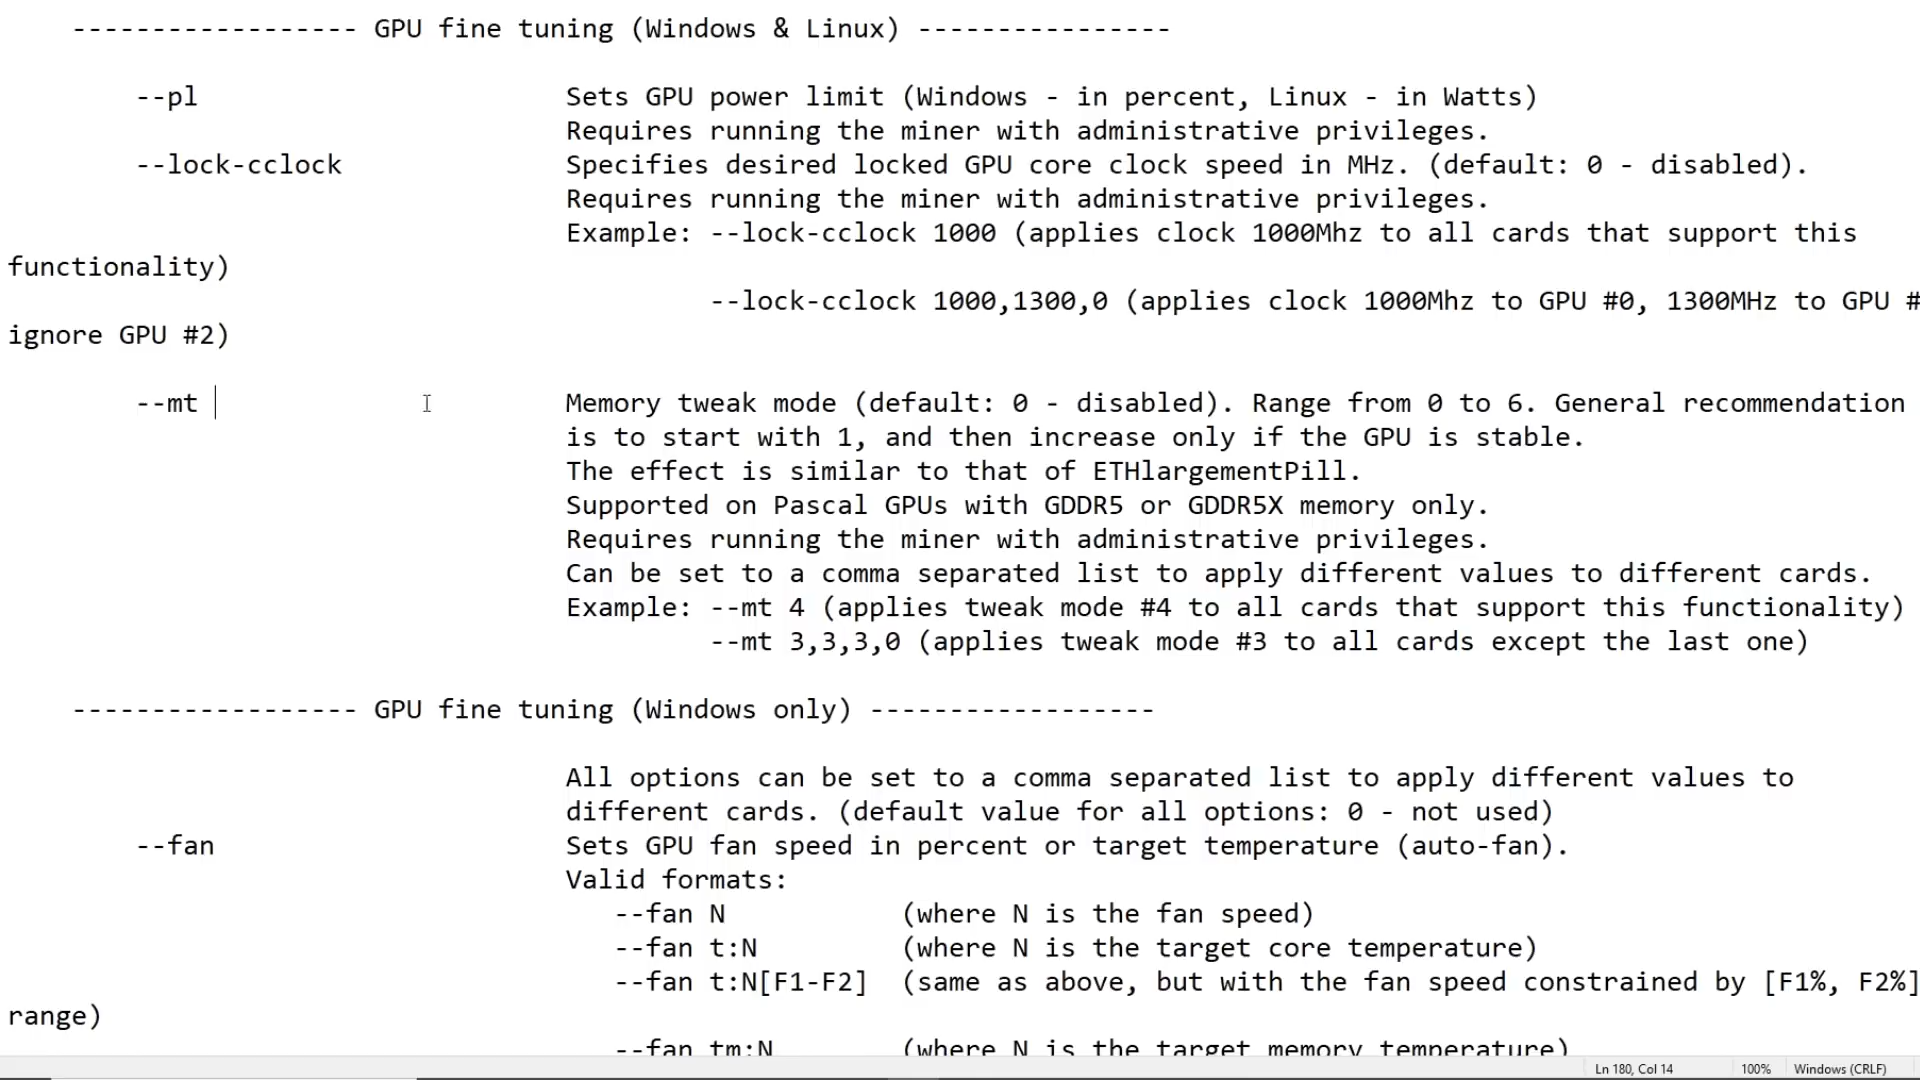 ------------------ GPU fine tuning (Windows & Linux) ----------------
--pl Sets GPU power limit (Windows - in percent, Linux - in Watts)
Requires running the miner with administrative privileges.
--lock-cclock Specifies desired locked GPU core clock speed in MHz. (default: 0 - disabled).
Requires running the miner with administrative privileges.
Example: --lock-cclock 1000 (applies clock 1000Mhz to all cards that support this
functionality)
--lock-cclock 1000,1300,0 (applies clock 1000Mhz to GPU #0, 1300MHz to GPU #
ignore GPU #2)
--mt Memory tweak mode (default: 0 - disabled). Range from 0 to 6. General recommendation
is to start with 1, and then increase only if the GPU is stable.
The effect is similar to that of ETHlargementPill.
Supported on Pascal GPUs with GDDR5 or GDDR5X memory only.
Requires running the miner with administrative privileges.
Can be set to a comma separated list to apply different values to different cards.
Example: --mt 4 (applies tweak mode #4 to all cards that support this functionality)
--mt 3,3,3,0 (applies tweak mode #3 to all cards except the last one)
------------------ GPU fine tuning (Windows only) ------------------
All options can be set to a comma separated list to apply different values to
different cards. (default value for all options: 0 - not used)
--fan Sets GPU fan speed in percent or target temperature (auto-fan).
Valid formats:
--fan N (where N is the fan speed)
--fan t:N (where N is the target core temperature)
--fan t:N[F1-F2] (same as above, but with the fan speed constrained by [F1%, F2%]
range)
--fan tm:N (where N is the target memory temperature)
Ln 180, Col 14 100% Windows (CRLF)